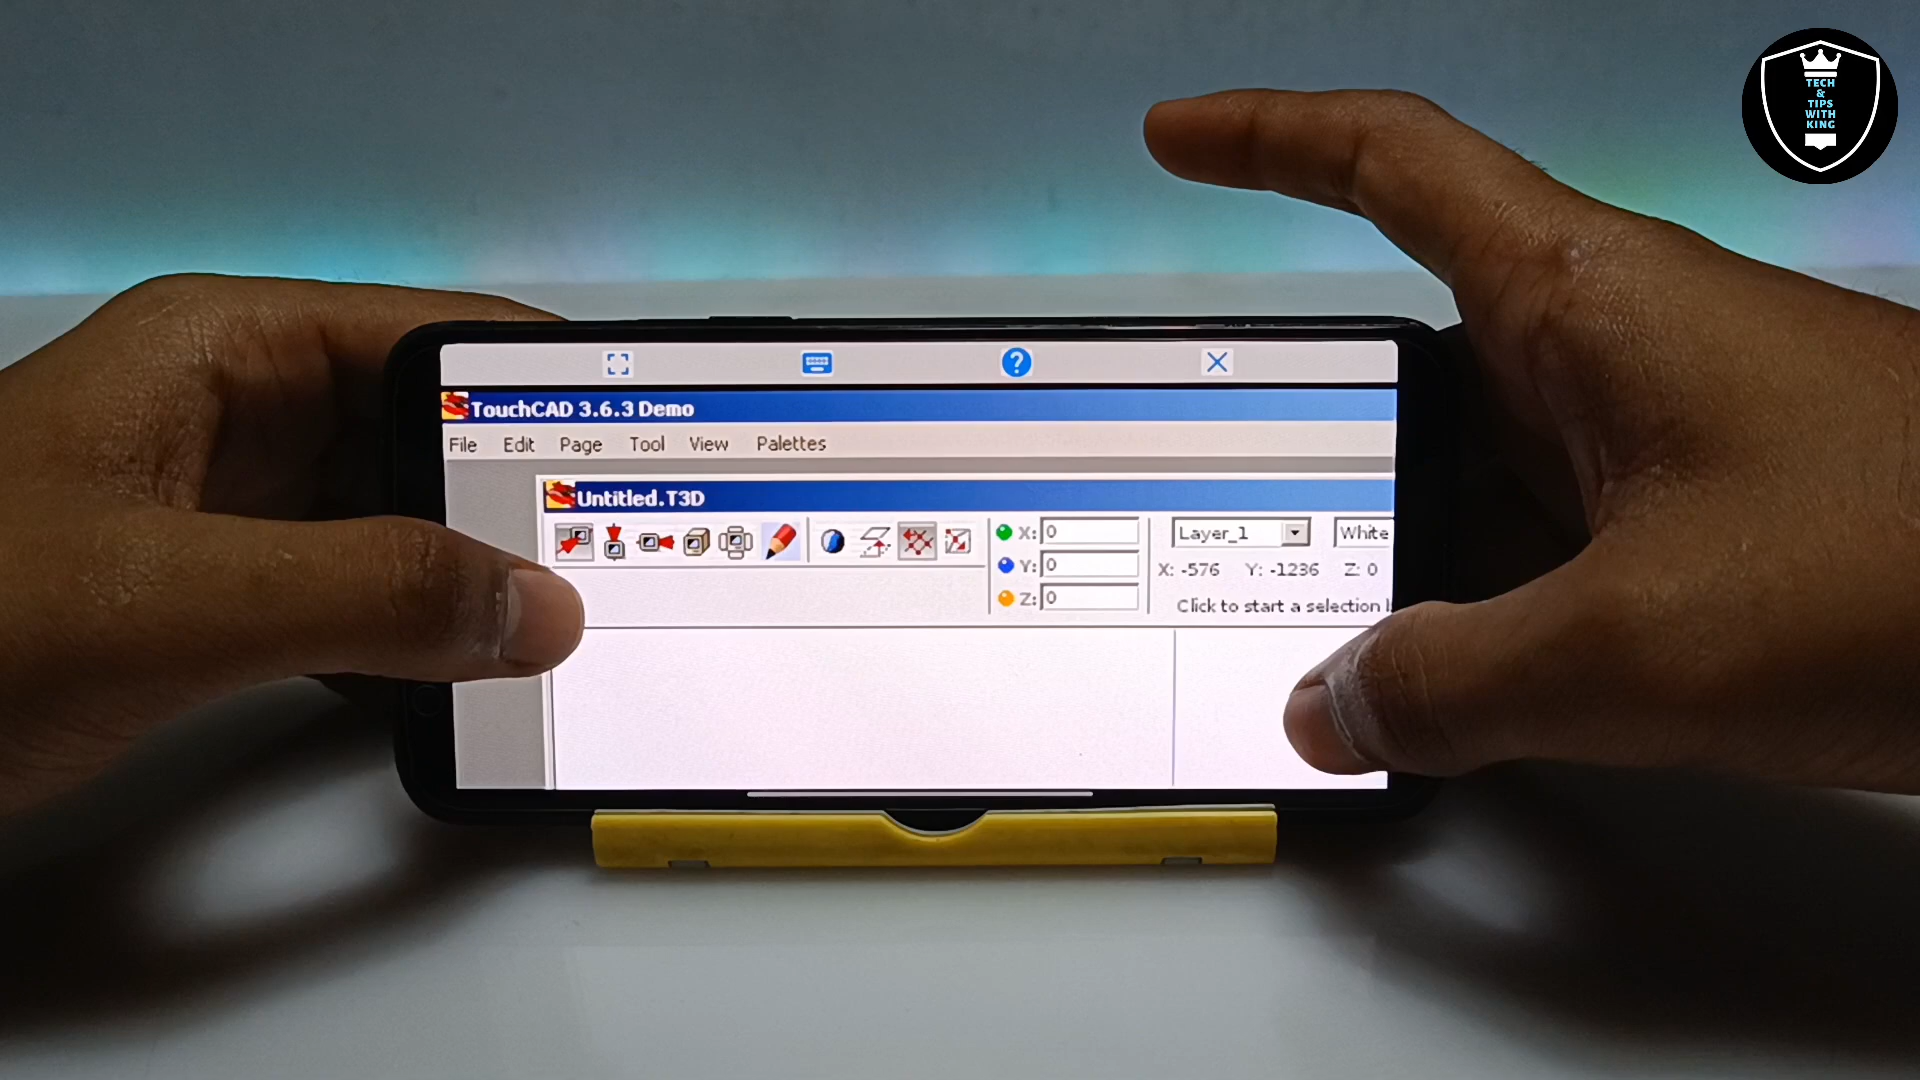 TECH
&
TIPS
WITH
KING
TouchCAD 3.6.3 Demo
File Edit Page Tool View Palettes
Untitled.T3D
X: 0 Layer_1 White
Y: 0 X: -576 Y: -1236 Z: 0
Z: 0 Click to start a selection